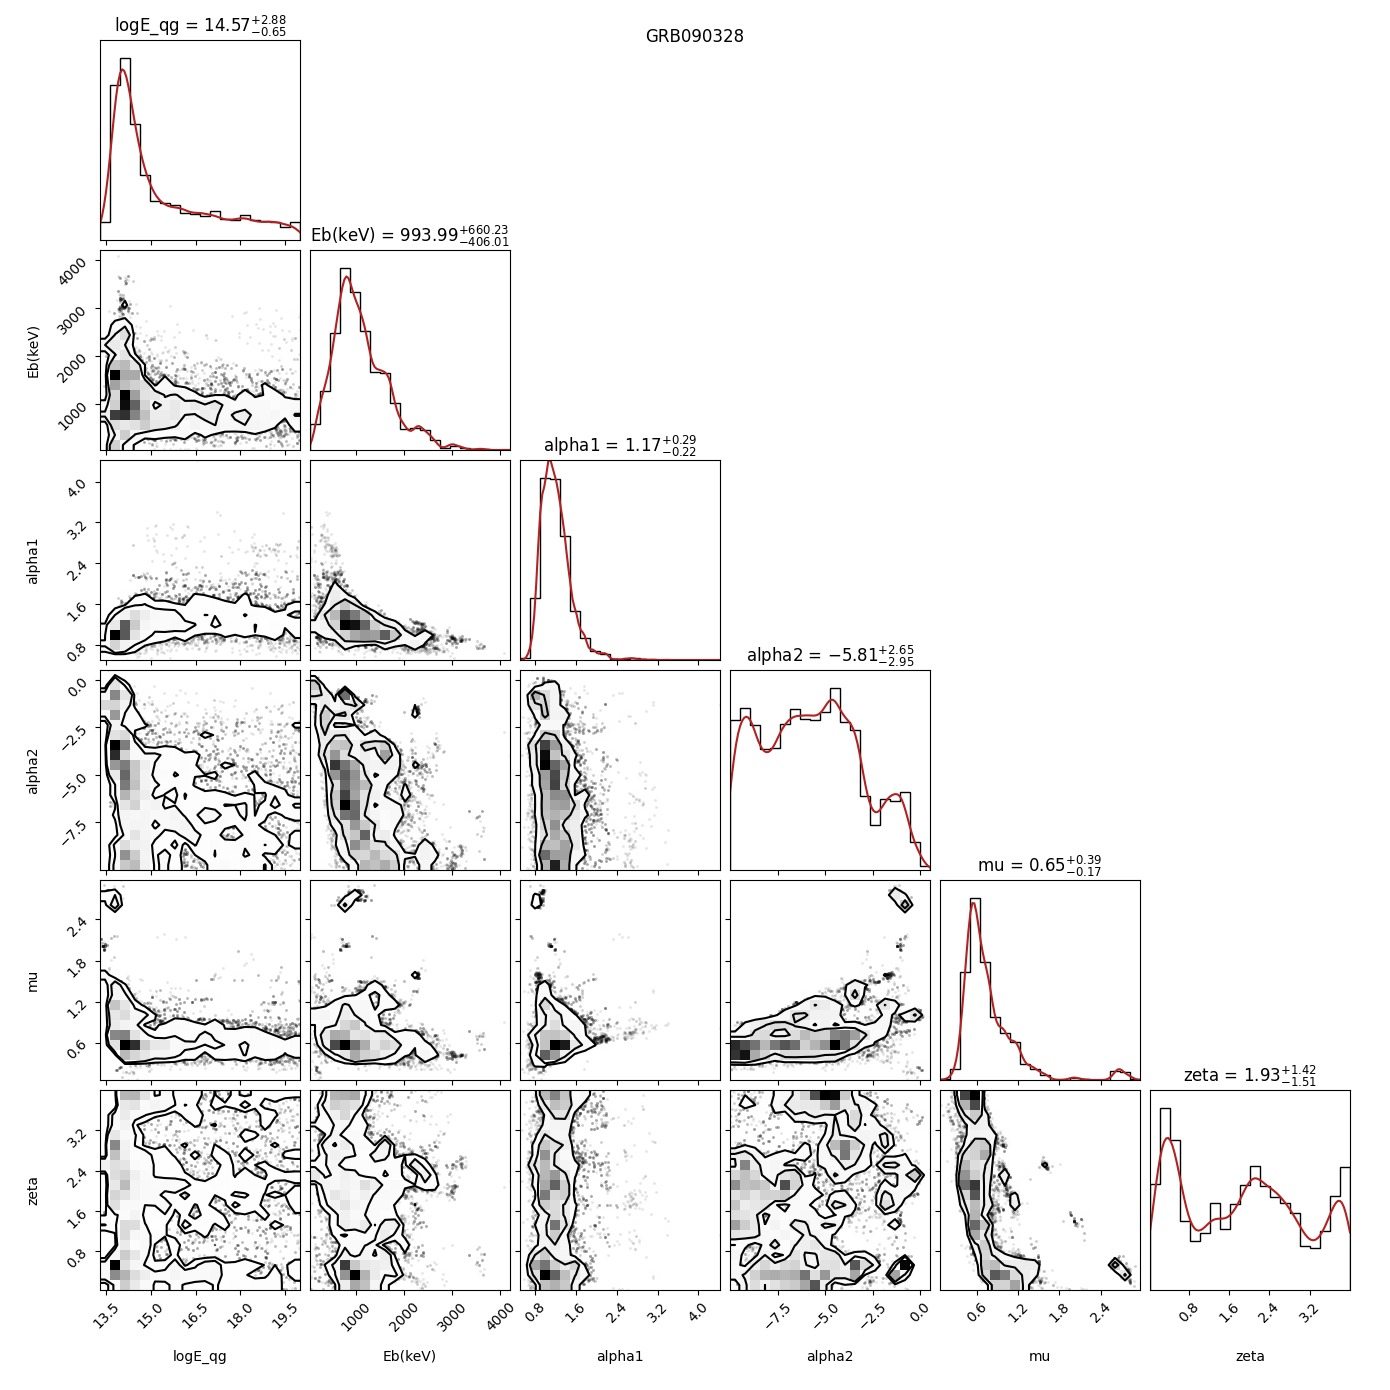 GRB090328
logE_qg = 14.57+2.88 −0.65
Eb(keV) = 993.99+660.23 −406.01
4000
3000
2000
1000
Eb(keV)
alpha1 = 1.17+0.29 −0.22
4.0
3.2
2.4
1.6
0.8
alpha1
alpha2 = −5.81+2.65 −2.95
0.0
−2.5
−5.0
−7.5
alpha2
mu = 0.65+0.39 −0.17
2.4
1.8
1.2
0.6
mu
zeta = 1.93+1.42 −1.51
3.2
2.4
1.6
0.8
zeta
13.5 15.0 16.5 18.0 19.5 1000 2000 3000 4000 0.8 1.6 2.4 3.2 4.0 −7.5 −5.0 −2.5 0.0 0.6 1.2 1.8 2.4 0.8 1.6 2.4 3.2
logE_qg Eb(keV) alpha1 alpha2 mu zeta